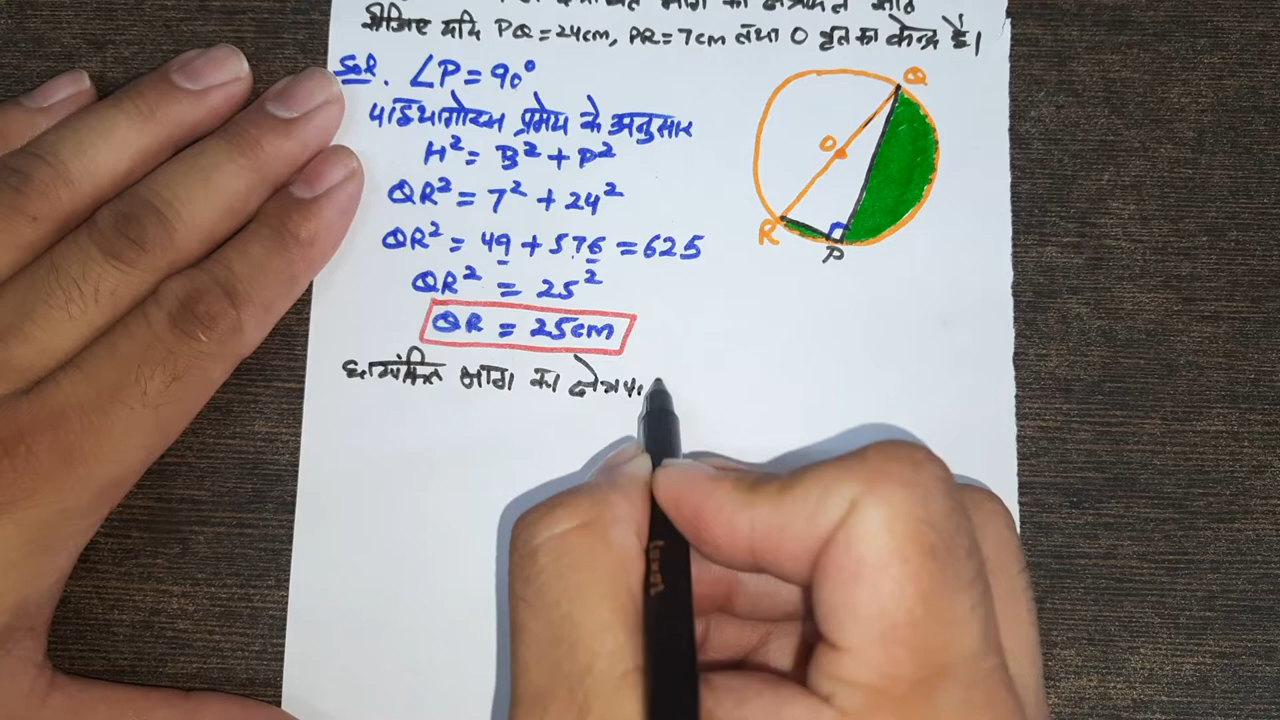 कीजिए यदि PQ=24cm, PR=7cm तथा O वृत का केन्द्र है।
Sol. ∠P=90°
पाइथागोरस प्रमेय के अनुसार
H²= B²+P²
QR²= 7²+24²
QR²= 49+576=625
QR² = 25²
QR = 25cm
छायांकित भाग का क्षेत्रफ
Q
O
R
P